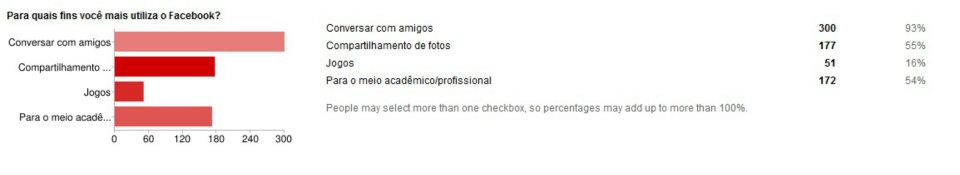 Para quais fins você mais utiliza o Facebook?
Conversar com amigos
Compartilhamento ...
Jogos
Para o meio acadê...
0 60 120 180 240 300
Conversar com amigos 300 93%
Compartilhamento de fotos 177 55%
Jogos 51 16%
Para o meio acadêmico/profissional 172 54%
People may select more than one checkbox, so percentages may add up to more than 100%.